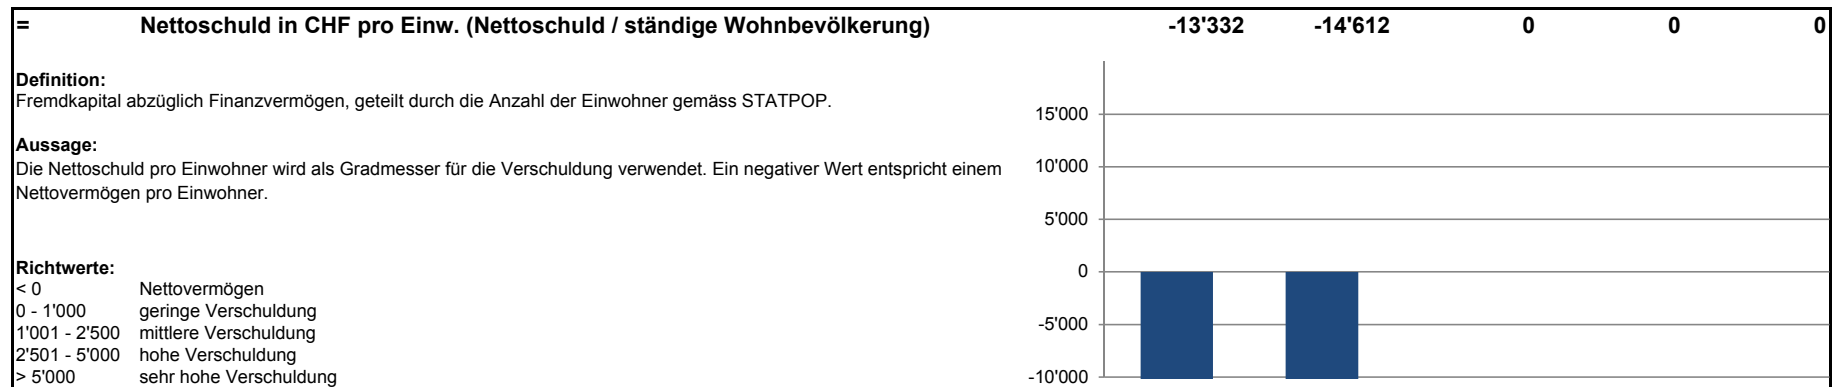 = Nettoschuld in CHF pro Einw. (Nettoschuld / ständige Wohnbevölkerung) -13'332 -14'612 0 0 0
Definition:
Fremdkapital abzüglich Finanzvermögen, geteilt durch die Anzahl der Einwohner gemäss STATPOP.
Aussage:
Die Nettoschuld pro Einwohner wird als Gradmesser für die Verschuldung verwendet. Ein negativer Wert entspricht einem
Nettovermögen pro Einwohner.
Richtwerte:
< 0 Nettovermögen
0 - 1'000 geringe Verschuldung
1'001 - 2'500 mittlere Verschuldung
2'501 - 5'000 hohe Verschuldung
> 5'000 sehr hohe Verschuldung
15'000
10'000
5'000
0
-5'000
-10'000